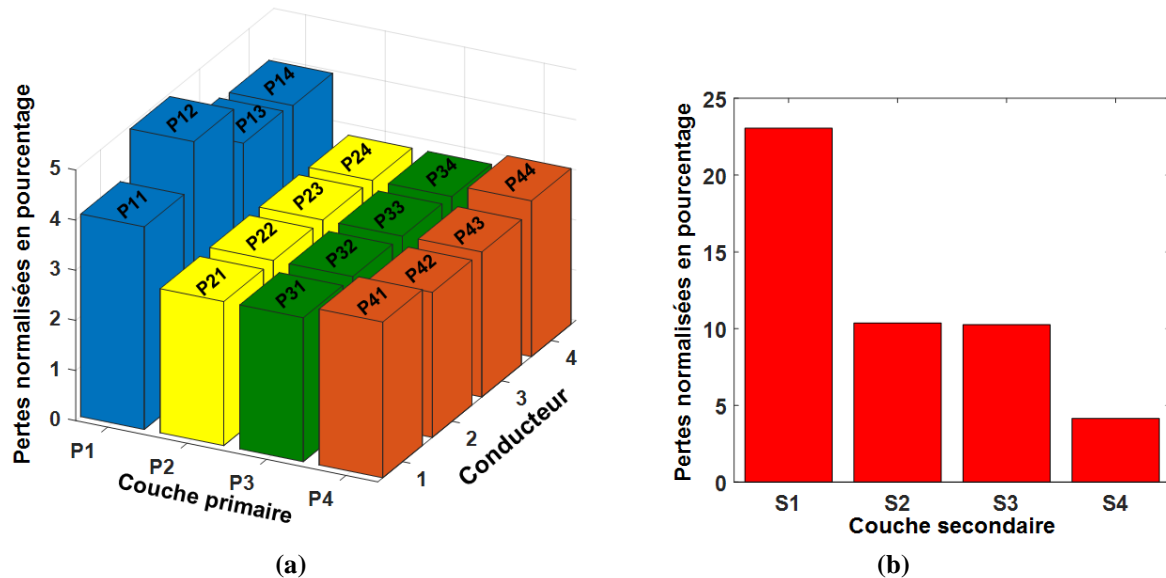 Pertes normalisées en pourcentage
5
4
3
2
1
0
P11
P12
P13
P14
P21
P22
P23
P24
P31
P32
P33
P34
P41
P42
P43
P44
P1
P2
P3
P4
Couche primaire
1
2
3
4
Conducteur
(a)
Pertes normalisées en pourcentage
25
20
15
10
5
0
S1
S2
S3
S4
Couche secondaire
(b)